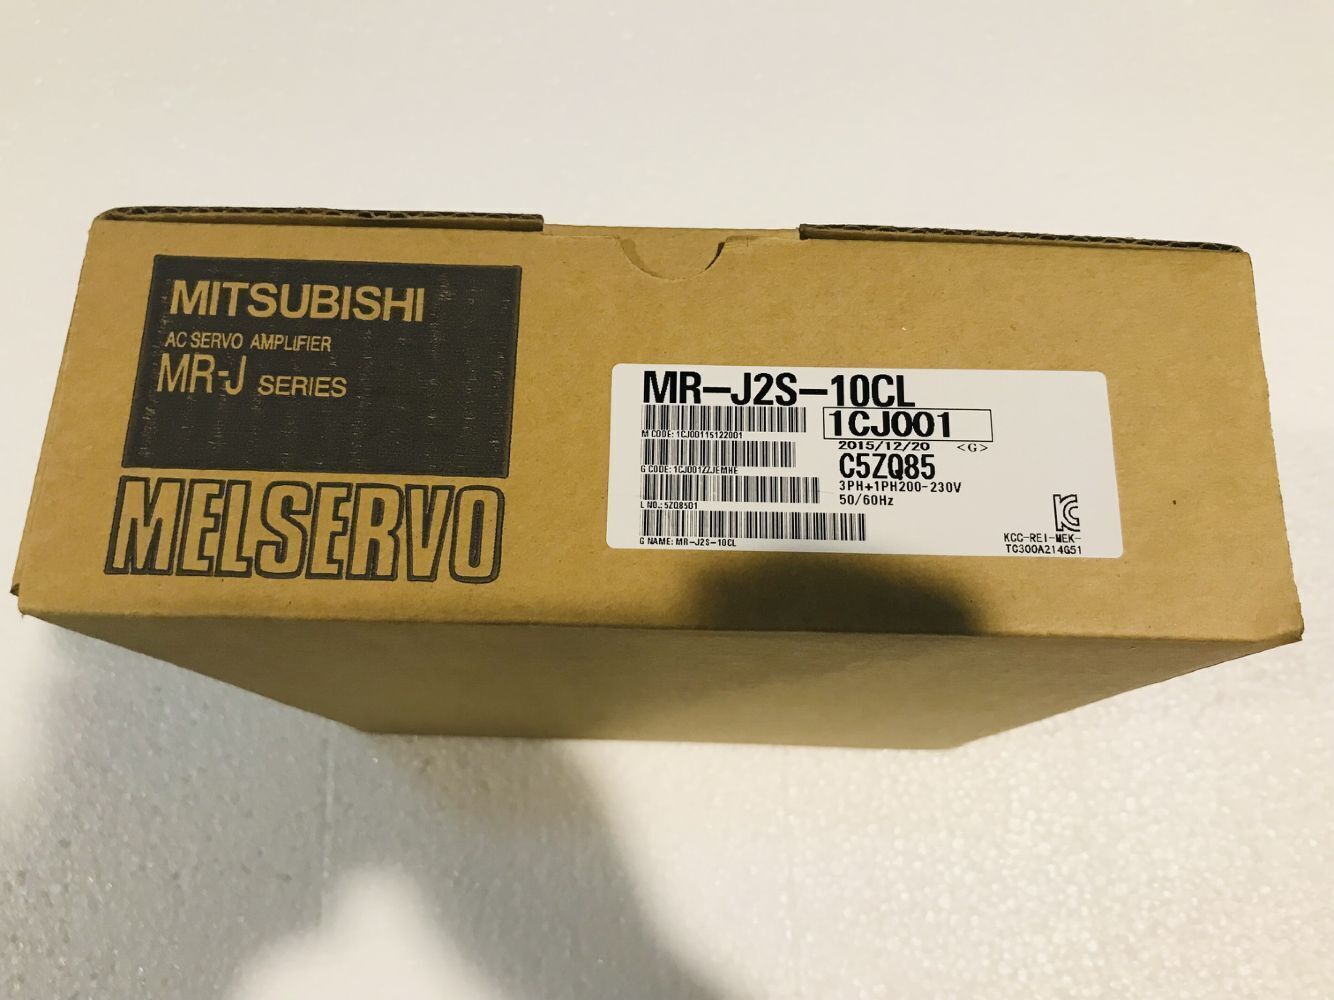 MITSUBISHI
AC SERVO AMPLIFIER
MR-J SERIES
MELSERVO
MR-J2S-10CL
1CJ001
M CODE: 1CJ00115122001
2015/12/20 <G>
C5ZQ85
G CODE: 1CJ001ZZJEMHE
3PH+1PH200-230V
50/60Hz
L NO.: 5ZQ85D1
G NAME: MR-J2S-10CL
KCC-REI-MEK-
TC300A214G51